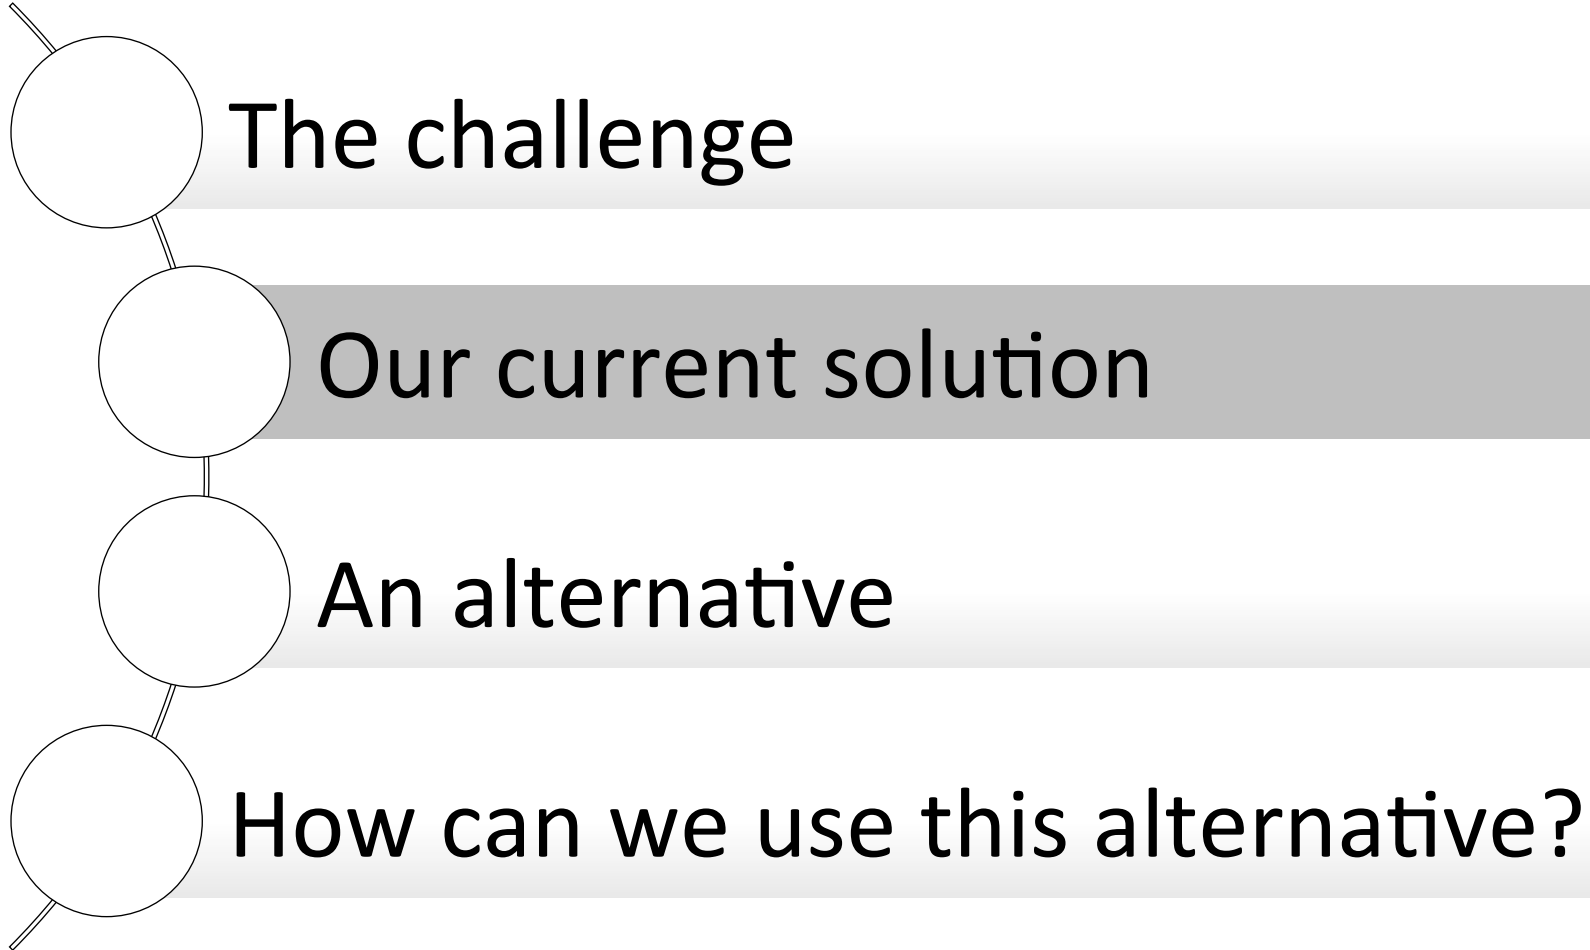 The challenge
Our current solution
An alternative
How can we use this alternative?